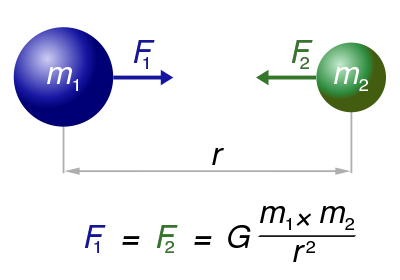 F₁ F₂
m₁ m₂
r
F₁ = F₂ = G (m₁ × m₂) / r²